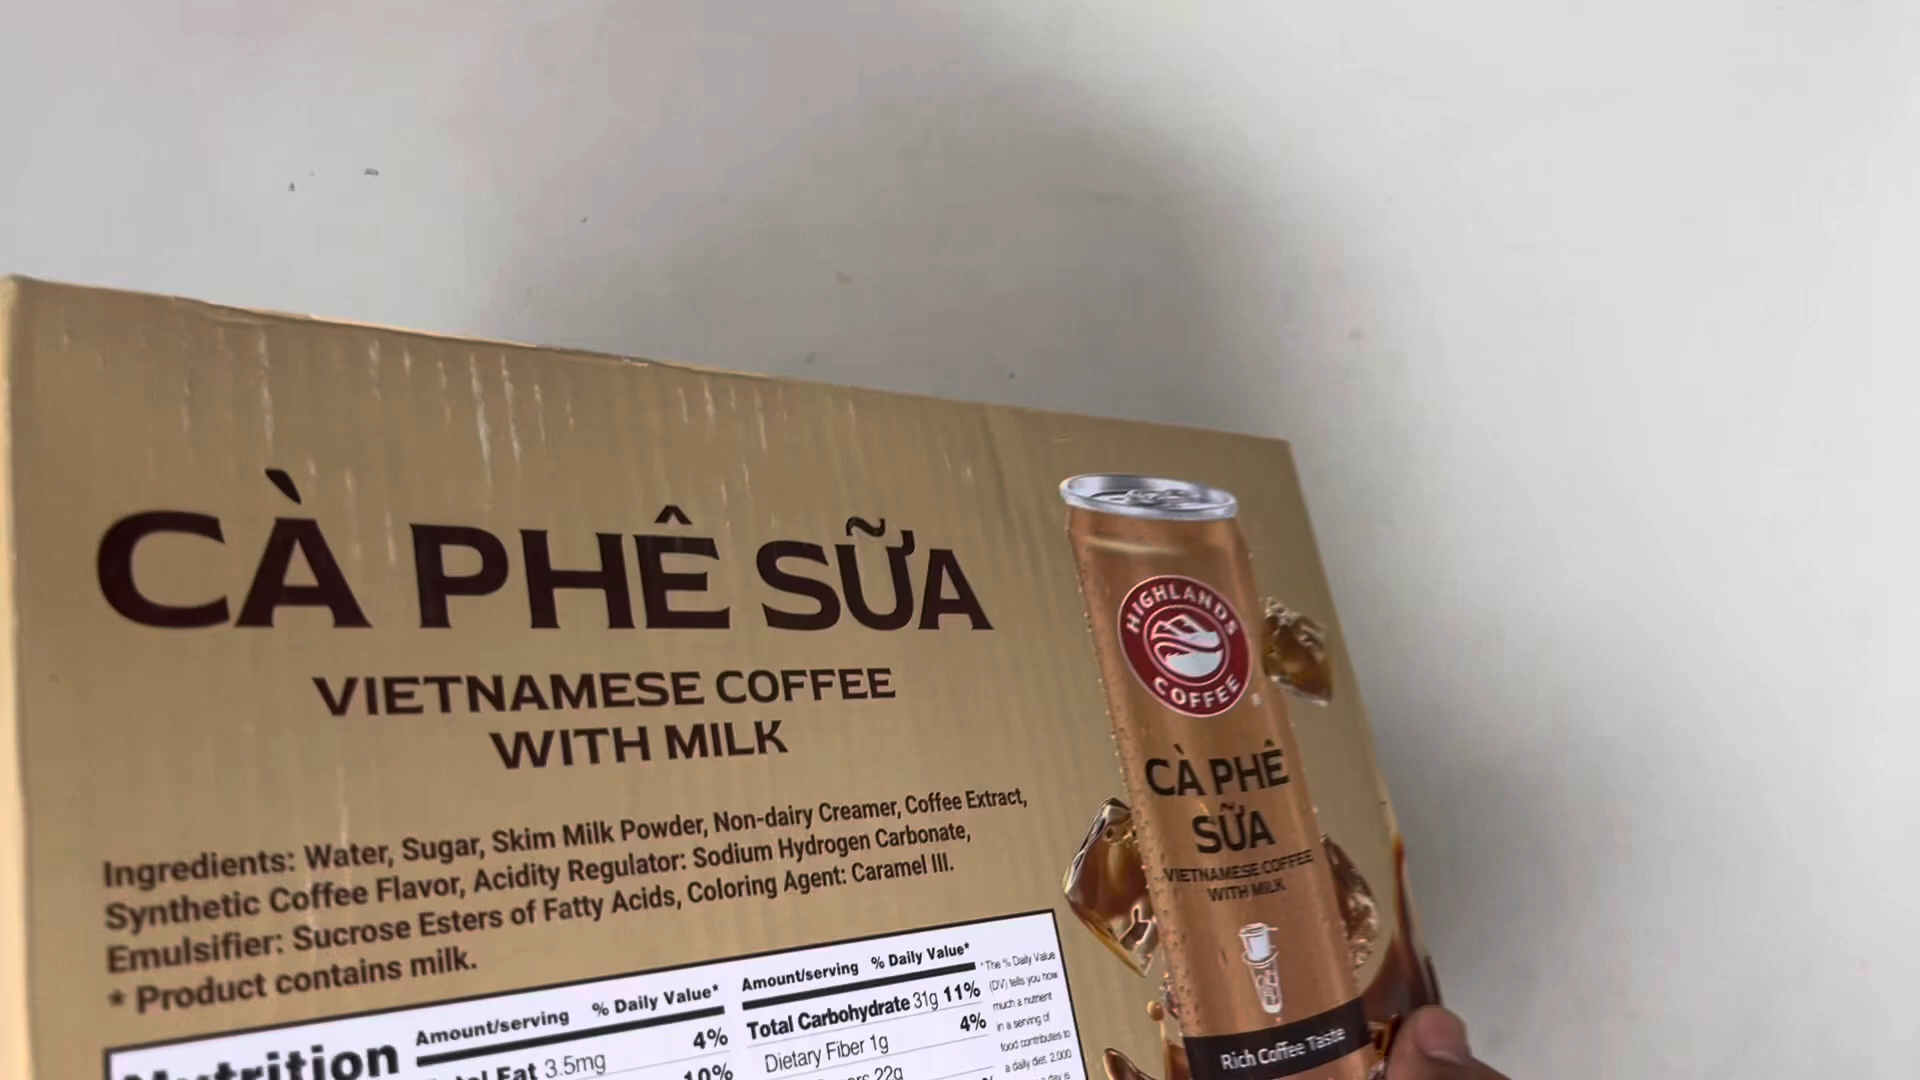 CÀ PHÊ SỮA
VIETNAMESE COFFEE
WITH MILK
Ingredients: Water, Sugar, Skim Milk Powder, Non-dairy Creamer, Coffee Extract,
Synthetic Coffee Flavor, Acidity Regulator: Sodium Hydrogen Carbonate,
Emulsifier: Sucrose Esters of Fatty Acids, Coloring Agent: Caramel III.
* Product contains milk.
Nutrition
Amount/serving % Daily Value*
Fat 3.5mg 4%
10%
Amount/serving % Daily Value*
Total Carbohydrate 31g 11%
Dietary Fiber 1g 4%
22g
* The % Daily Value
(DV) tells you how
much a nutrient
in a serving of
food contributes to
a daily diet. 2,000
day is
HIGHLANDS
COFFEE
CÀ PHÊ
SỮA
VIETNAMESE COFFEE
WITH MILK
Rich Coffee Taste